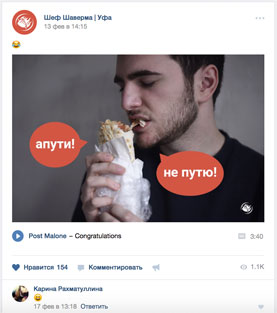 Шеф Шаверма | Уфа
13 фев в 14:15
апути!
не путю!
Post Malone – Congratulations
3:40
Нравится 154
Комментировать
1.1K
Карина Рахматуллина
17 фев в 13:18 Ответить